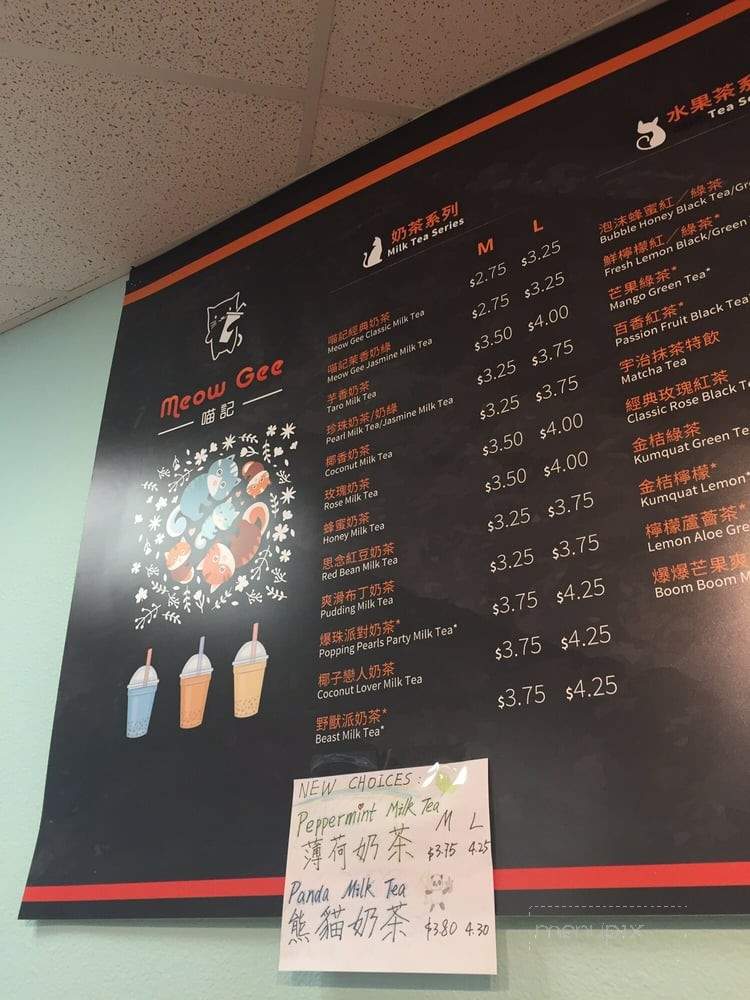 Meow Gee
喵記
奶茶系列
Milk Tea Series
M L
喵記經典奶茶
Meow Gee Classic Milk Tea
$2.75 $3.25
喵記茉香奶綠
Meow Gee Jasmine Milk Tea
$2.75 $3.25
芋香奶茶
Taro Milk Tea
$3.50 $4.00
珍珠奶茶/奶綠
Pearl Milk Tea/Jasmine Milk Tea
$3.25 $3.75
椰香奶茶
Coconut Milk Tea
$3.25 $3.75
玫瑰奶茶
Rose Milk Tea
$3.50 $4.00
蜂蜜奶茶
Honey Milk Tea
$3.50 $4.00
思念紅豆奶茶
Red Bean Milk Tea
$3.25 $3.75
爽滑布丁奶茶
Pudding Milk Tea
$3.25 $3.75
爆珠派對奶茶*
Popping Pearls Party Milk Tea*
$3.75 $4.25
椰子戀人奶茶
Coconut Lover Milk Tea
$3.75 $4.25
野獸派奶茶*
Beast Milk Tea*
$3.75 $4.25
水果茶系
Tea
泡沫蜂蜜紅／綠茶
Bubble Honey Black Tea/
鮮檸檬紅／綠茶*
Fresh Lemon Black/Green
芒果綠茶*
Mango Green Tea*
百香紅茶*
Passion Fruit Black Tea
宇治抹茶特飲
Matcha Tea
經典玫瑰紅茶
Classic Rose Black
金桔綠茶
Kumquat Green
金桔檸檬*
Kumquat Lemon*
檸檬蘆薈茶*
Lemon Aloe
爆爆芒果爽
Boom Boom
NEW CHOICES:
Peppermint Milk Tea
M L
薄荷奶茶 $3.75 4.25
Panda Milk Tea
熊貓奶茶 $3.80 4.30
menupix